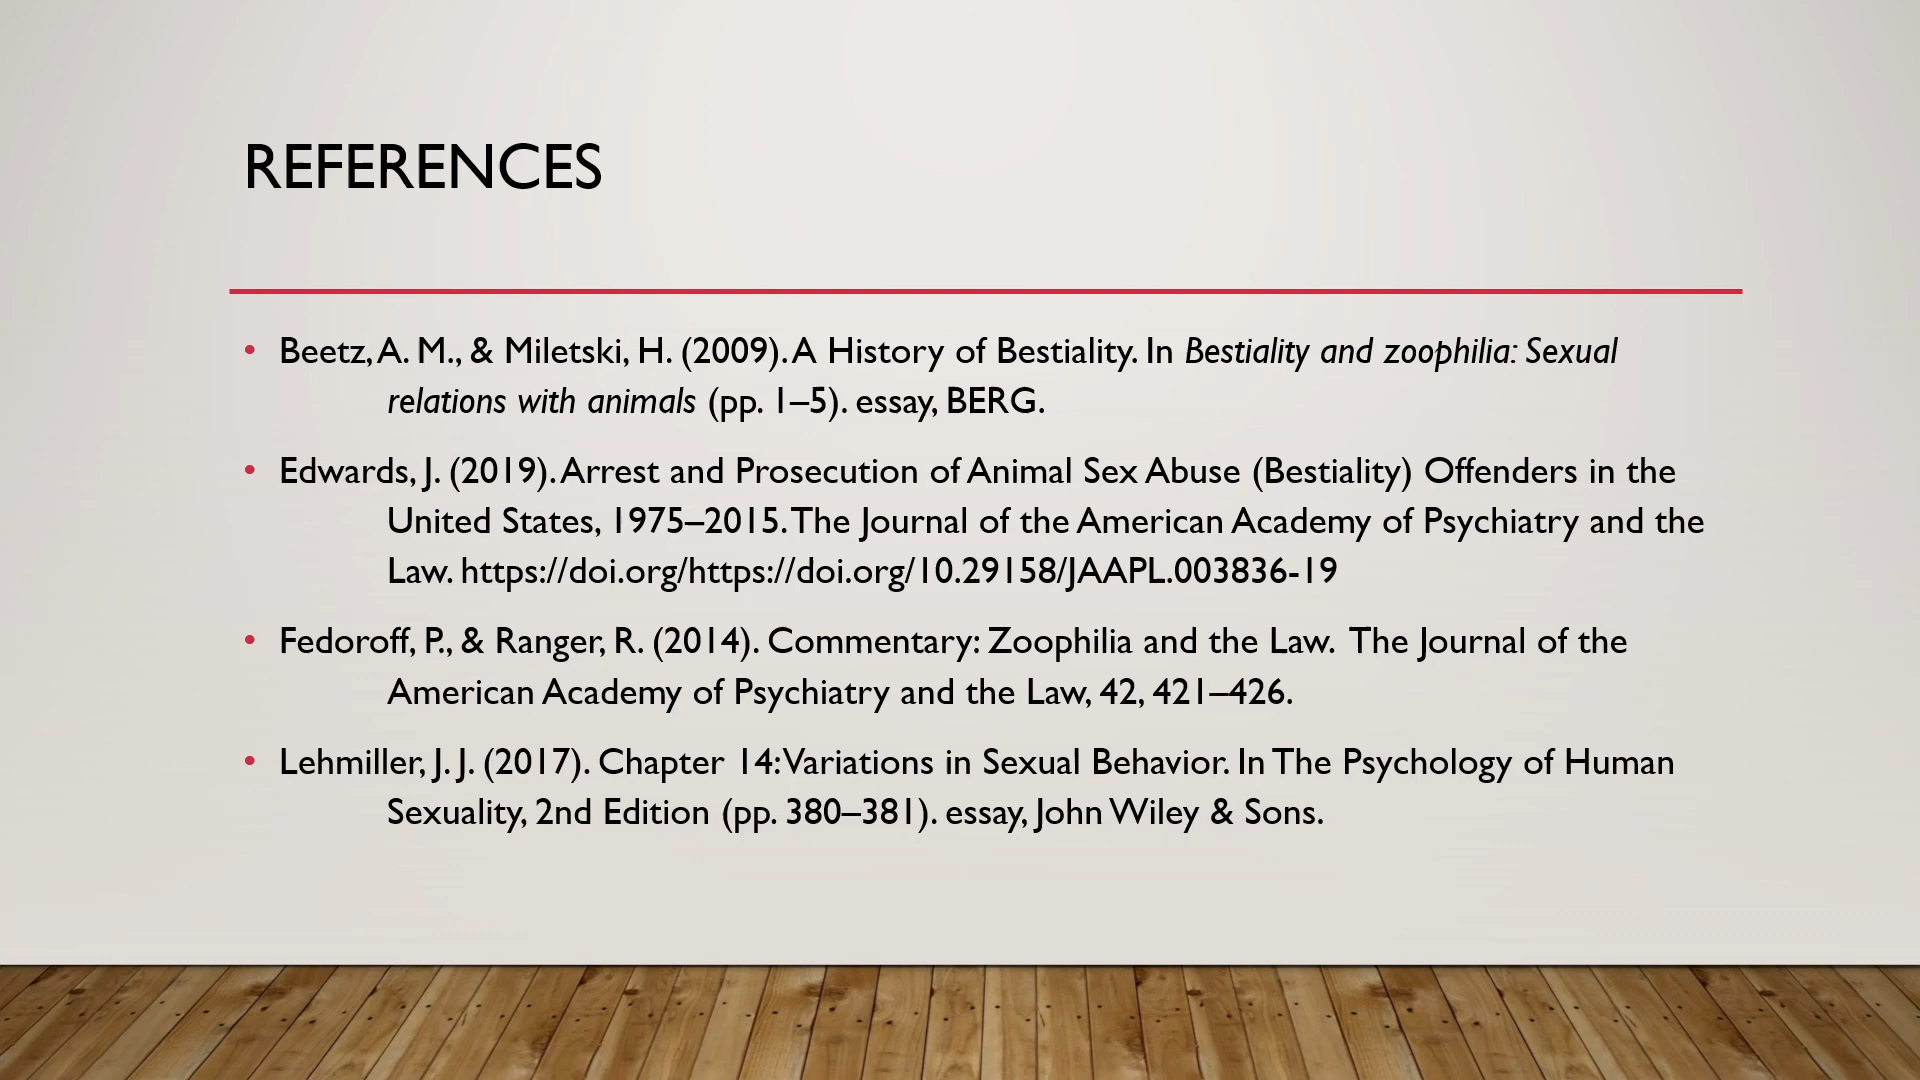 REFERENCES
• Beetz, A. M., & Miletski, H. (2009). A History of Bestiality. In Bestiality and zoophilia: Sexual
relations with animals (pp. 1–5). essay, BERG.
• Edwards, J. (2019). Arrest and Prosecution of Animal Sex Abuse (Bestiality) Offenders in the
United States, 1975–2015. The Journal of the American Academy of Psychiatry and the
Law. https://doi.org/https://doi.org/10.29158/JAAPL.003836-19
• Fedoroff, P., & Ranger, R. (2014). Commentary: Zoophilia and the Law. The Journal of the
American Academy of Psychiatry and the Law, 42, 421–426.
• Lehmiller, J. J. (2017). Chapter 14: Variations in Sexual Behavior. In The Psychology of Human
Sexuality, 2nd Edition (pp. 380–381). essay, John Wiley & Sons.